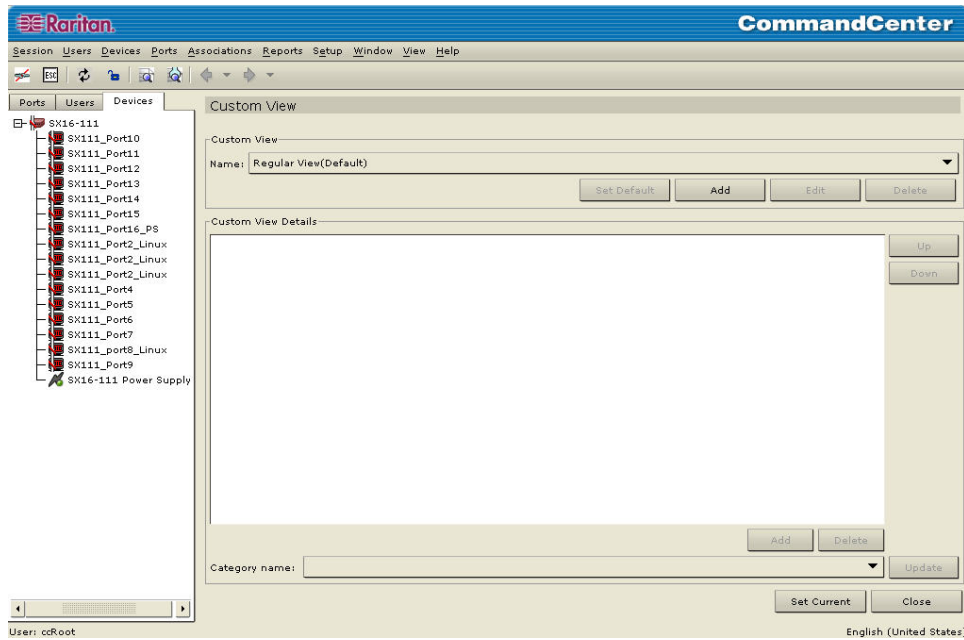 Raritan.
CommandCenter
Session Users Devices Ports Associations Reports Setup Window View Help
ESC
Ports Users Devices
Custom View
SX16-111
SX111_Port10
SX111_Port11
SX111_Port12
SX111_Port13
SX111_Port14
SX111_Port15
SX111_Port16_PS
SX111_Port2_Linux
SX111_Port2_Linux
SX111_Port2_Linux
SX111_Port4
SX111_Port5
SX111_Port6
SX111_Port7
SX111_port8_Linux
SX111_Port9
SX16-111 Power Supply
Custom View
Name: Regular View(Default)
Set Default Add Edit Delete
Custom View Details
Up
Down
Add Delete
Category name: Update
Set Current Close
User: ccRoot
English (United States)